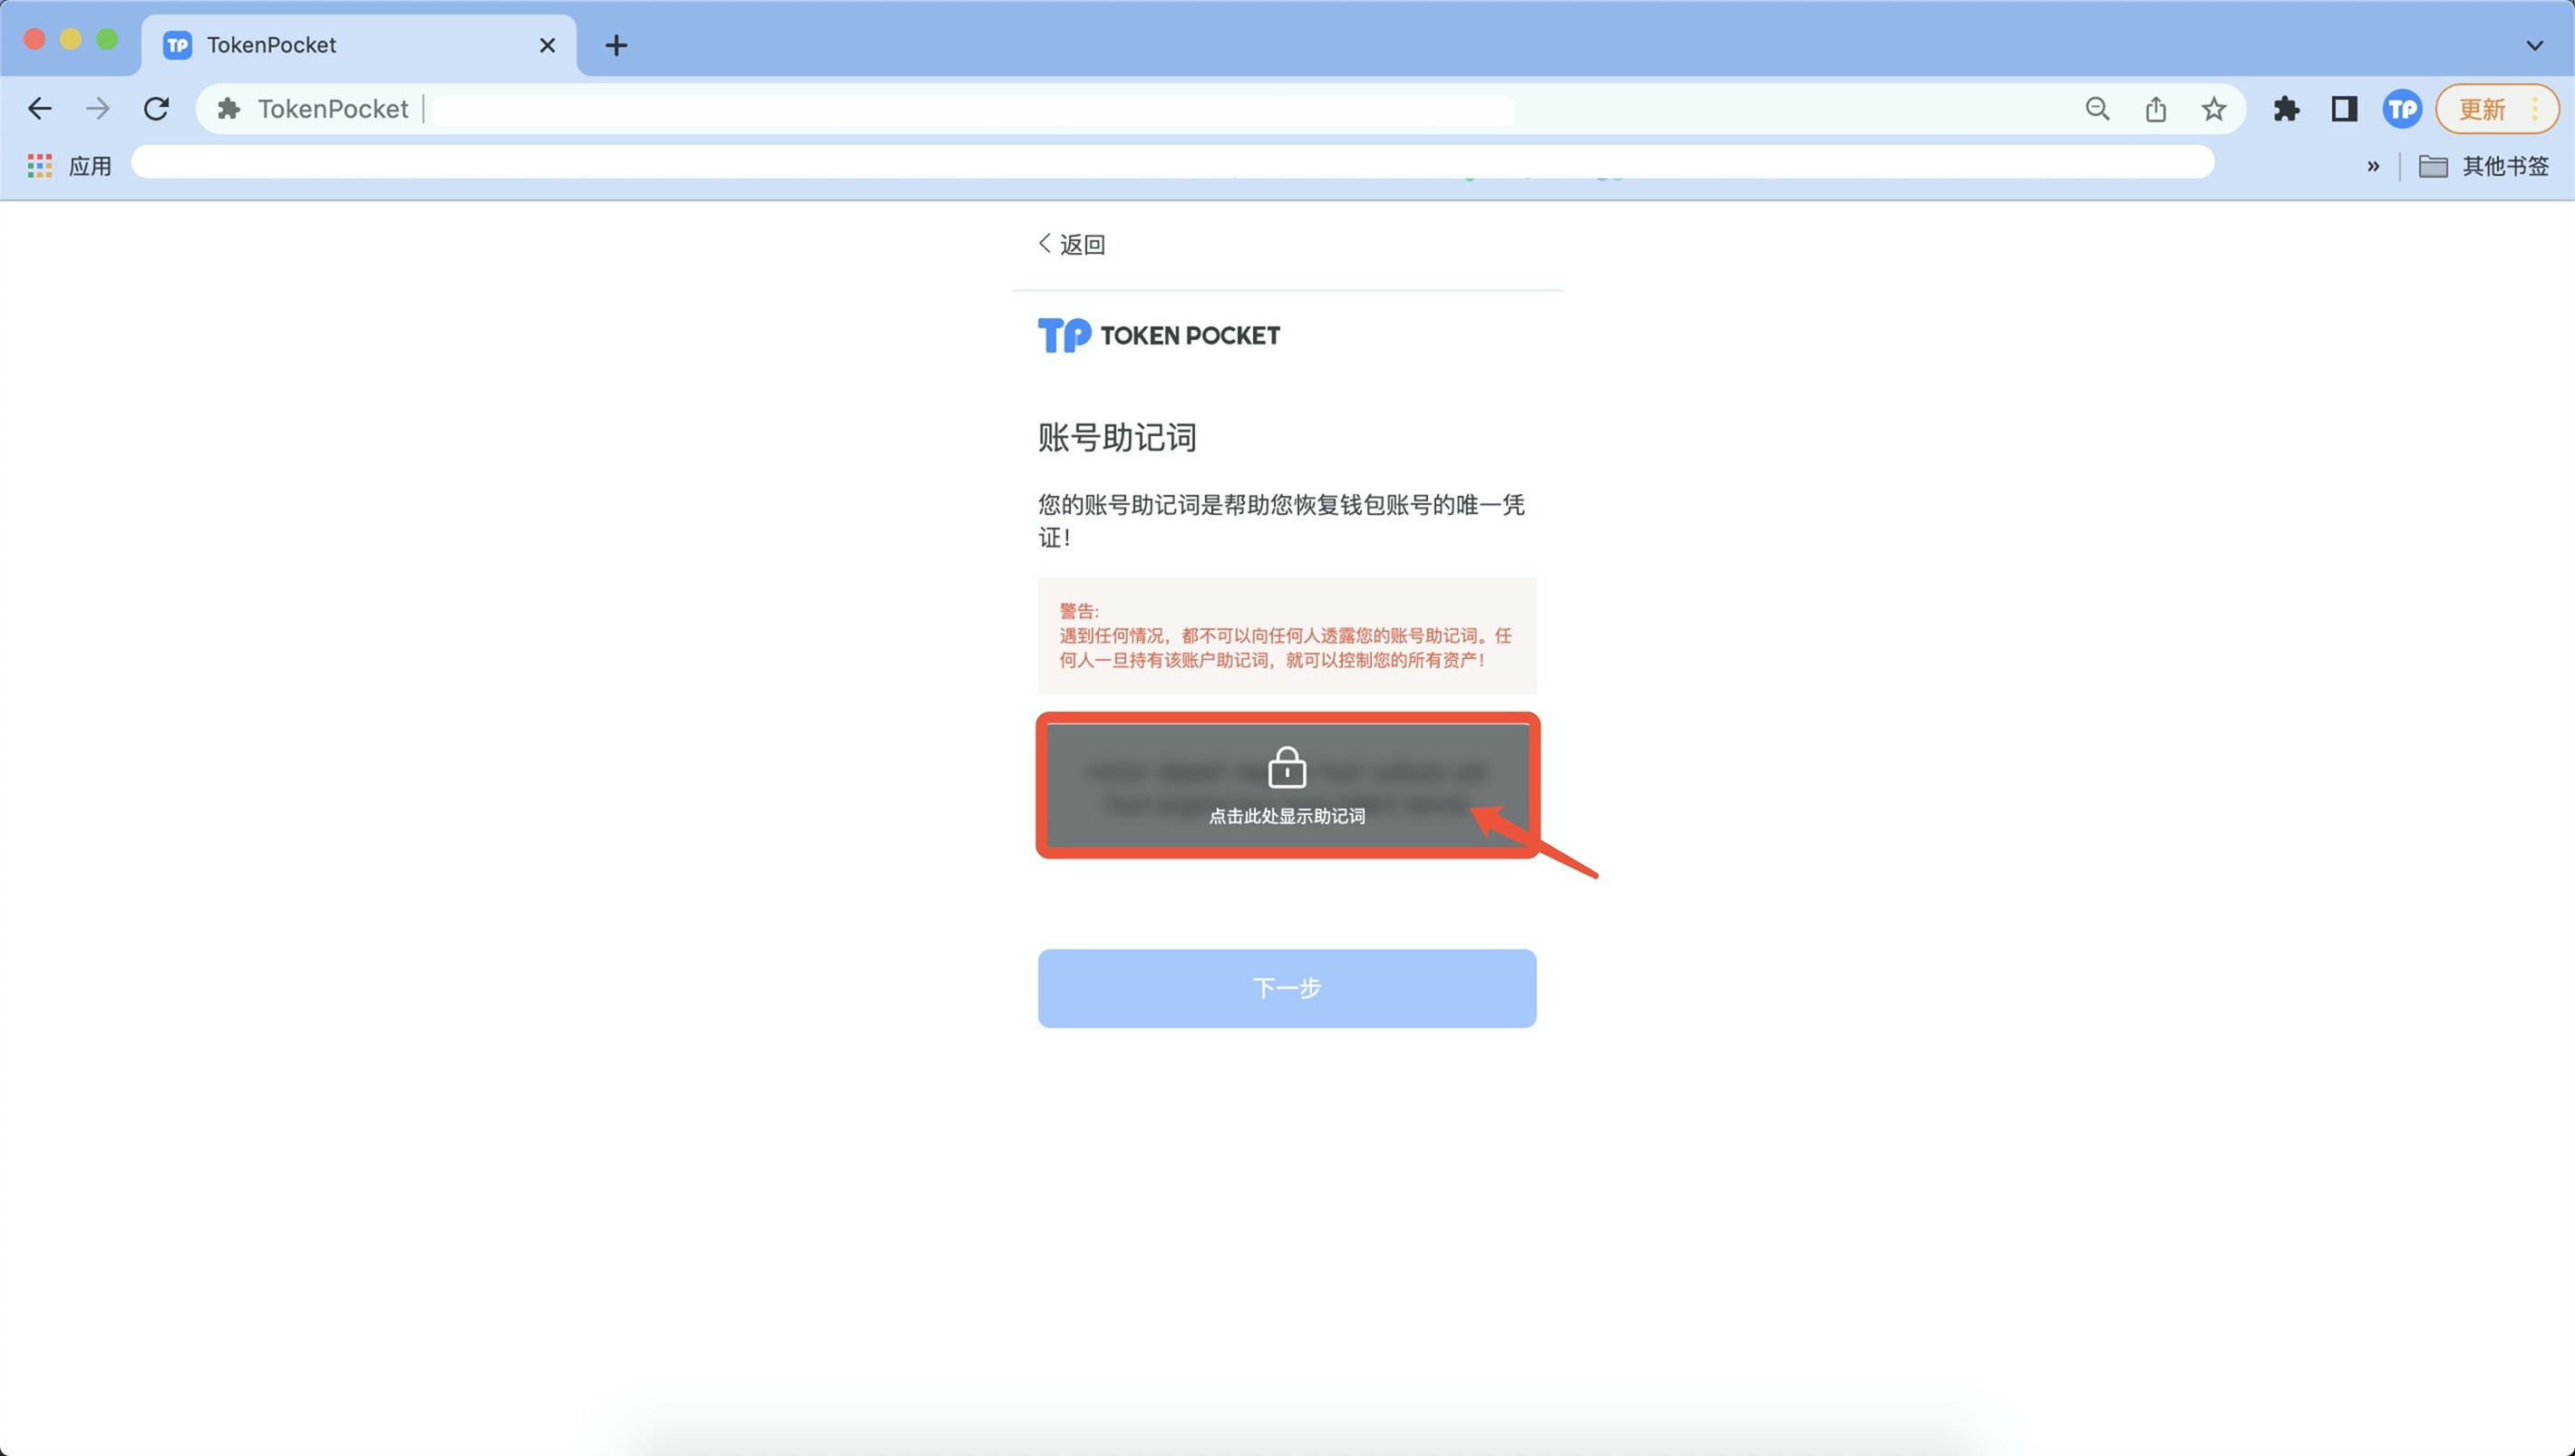 TP TokenPocket
TokenPocket
TP
更新
应用
»
其他书签
返回
TP TOKEN POCKET
账号助记词
您的账号助记词是帮助您恢复钱包账号的唯一凭
证！
警告:
遇到任何情况，都不可以向任何人透露您的账号助记词。任
何人一旦持有该账户助记词，就可以控制您的所有资产！
点击此处显示助记词
下一步